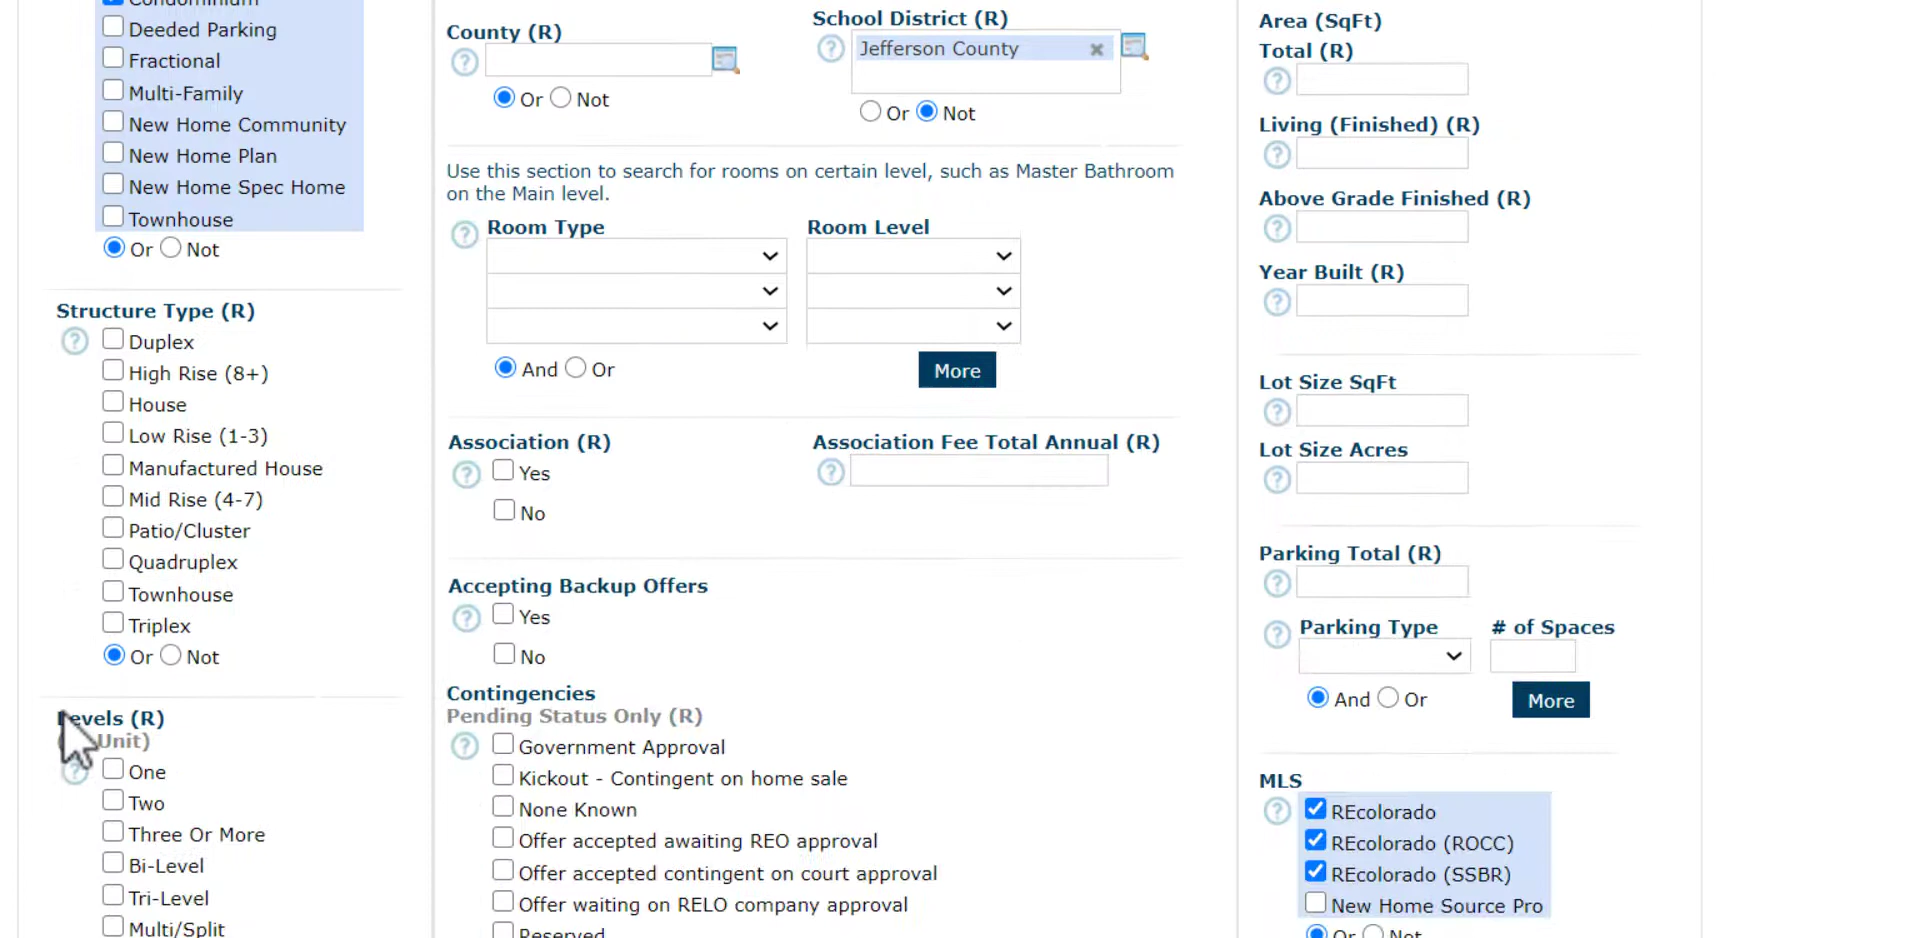 Condominium
Deeded Parking
Fractional
Multi-Family
New Home Community
New Home Plan
New Home Spec Home
Townhouse
Or Not
Structure Type (R)
Duplex
High Rise (8+)
House
Low Rise (1-3)
Manufactured House
Mid Rise (4-7)
Patio/Cluster
Quadruplex
Townhouse
Triplex
Or Not
Levels (R)
Unit)
One
Two
Three Or More
Bi-Level
Tri-Level
Multi/Split
County (R)
Or Not
School District (R)
Jefferson County
Or Not
Use this section to search for rooms on certain level, such as Master Bathroom
on the Main level.
Room Type Room Level
And Or
More
Association (R)
Yes
No
Association Fee Total Annual (R)
Accepting Backup Offers
Yes
No
Contingencies
Pending Status Only (R)
Government Approval
Kickout - Contingent on home sale
None Known
Offer accepted awaiting REO approval
Offer accepted contingent on court approval
Offer waiting on RELO company approval
Reserved
Area (SqFt)
Total (R)
Living (Finished) (R)
Above Grade Finished (R)
Year Built (R)
Lot Size SqFt
Lot Size Acres
Parking Total (R)
Parking Type # of Spaces
And Or
More
MLS
REcolorado
REcolorado (ROCC)
REcolorado (SSBR)
New Home Source Pro
Or Not